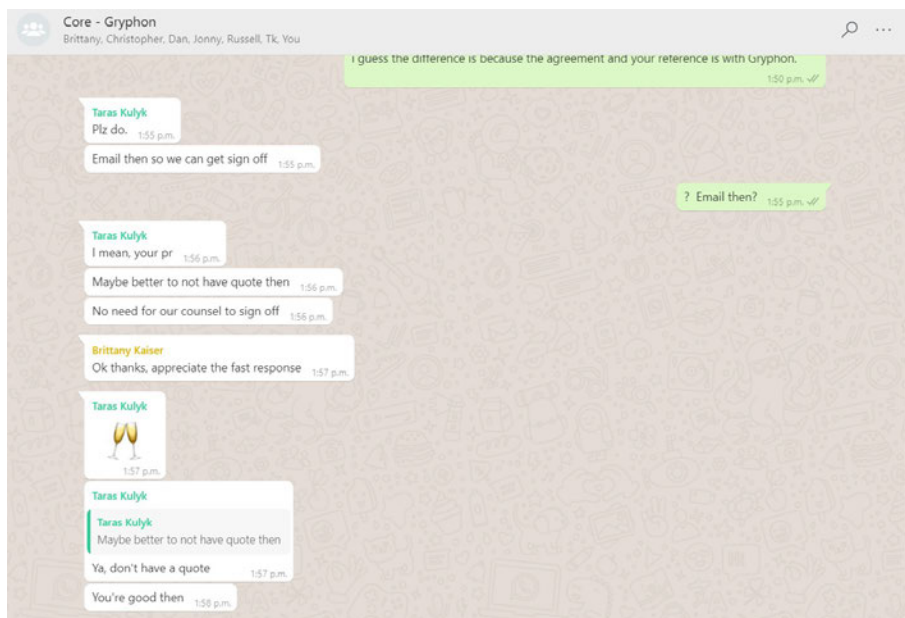 Core - Gryphon
Brittany, Christopher, Dan, Jonny, Russell, Tk, You
I guess the difference is because the agreement and your reference is with Gryphon.
1:50 p.m.
Taras Kulyk
Plz do. 1:55 p.m.
Email then so we can get sign off 1:55 p.m.
? Email then? 1:55 p.m.
Taras Kulyk
I mean, your pr 1:56 p.m.
Maybe better to not have quote then 1:56 p.m.
No need for our counsel to sign off 1:56 p.m.
Brittany Kaiser
Ok thanks, appreciate the fast response 1:57 p.m.
Taras Kulyk
1:57 p.m.
Taras Kulyk
Taras Kulyk
Maybe better to not have quote then
Ya, don't have a quote 1:57 p.m.
You're good then 1:58 p.m.